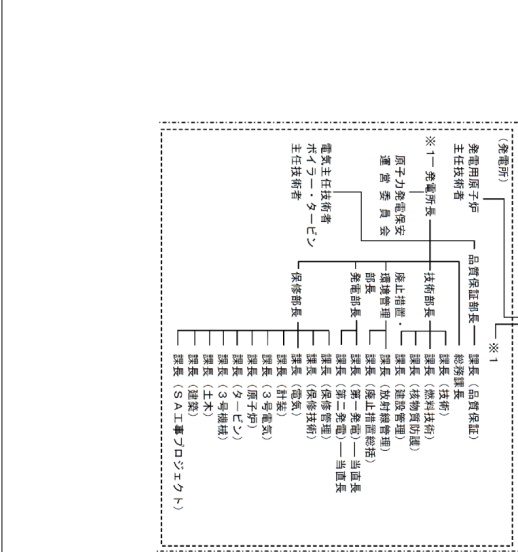 (発電所)
発電用原子炉
主任技術者
※1
※1
発電所長
原子力発電保安
運営委員会
電気主任技術者
ボイラー・タービン
主任技術者
品質保証部長
課長（品質保証）
総務課長
技術部長
課長（技術）
課長（燃料技術）
課長（核物質防護）
課長（建設管理）
廃止措置・
環境管理
部長
課長（放射線管理）
課長（廃止措置総括）
発電部長
課長（第一発電）
当直長
課長（第二発電）
当直長
保修部長
課長（保修管理）
課長（保修技術）
課長（電気）
課長（計装）
課長（3号電気）
課長（原子炉）
課長（タービン）
課長（3号機械）
課長（土木）
課長（建築）
課長（SA工事プロジェクト）